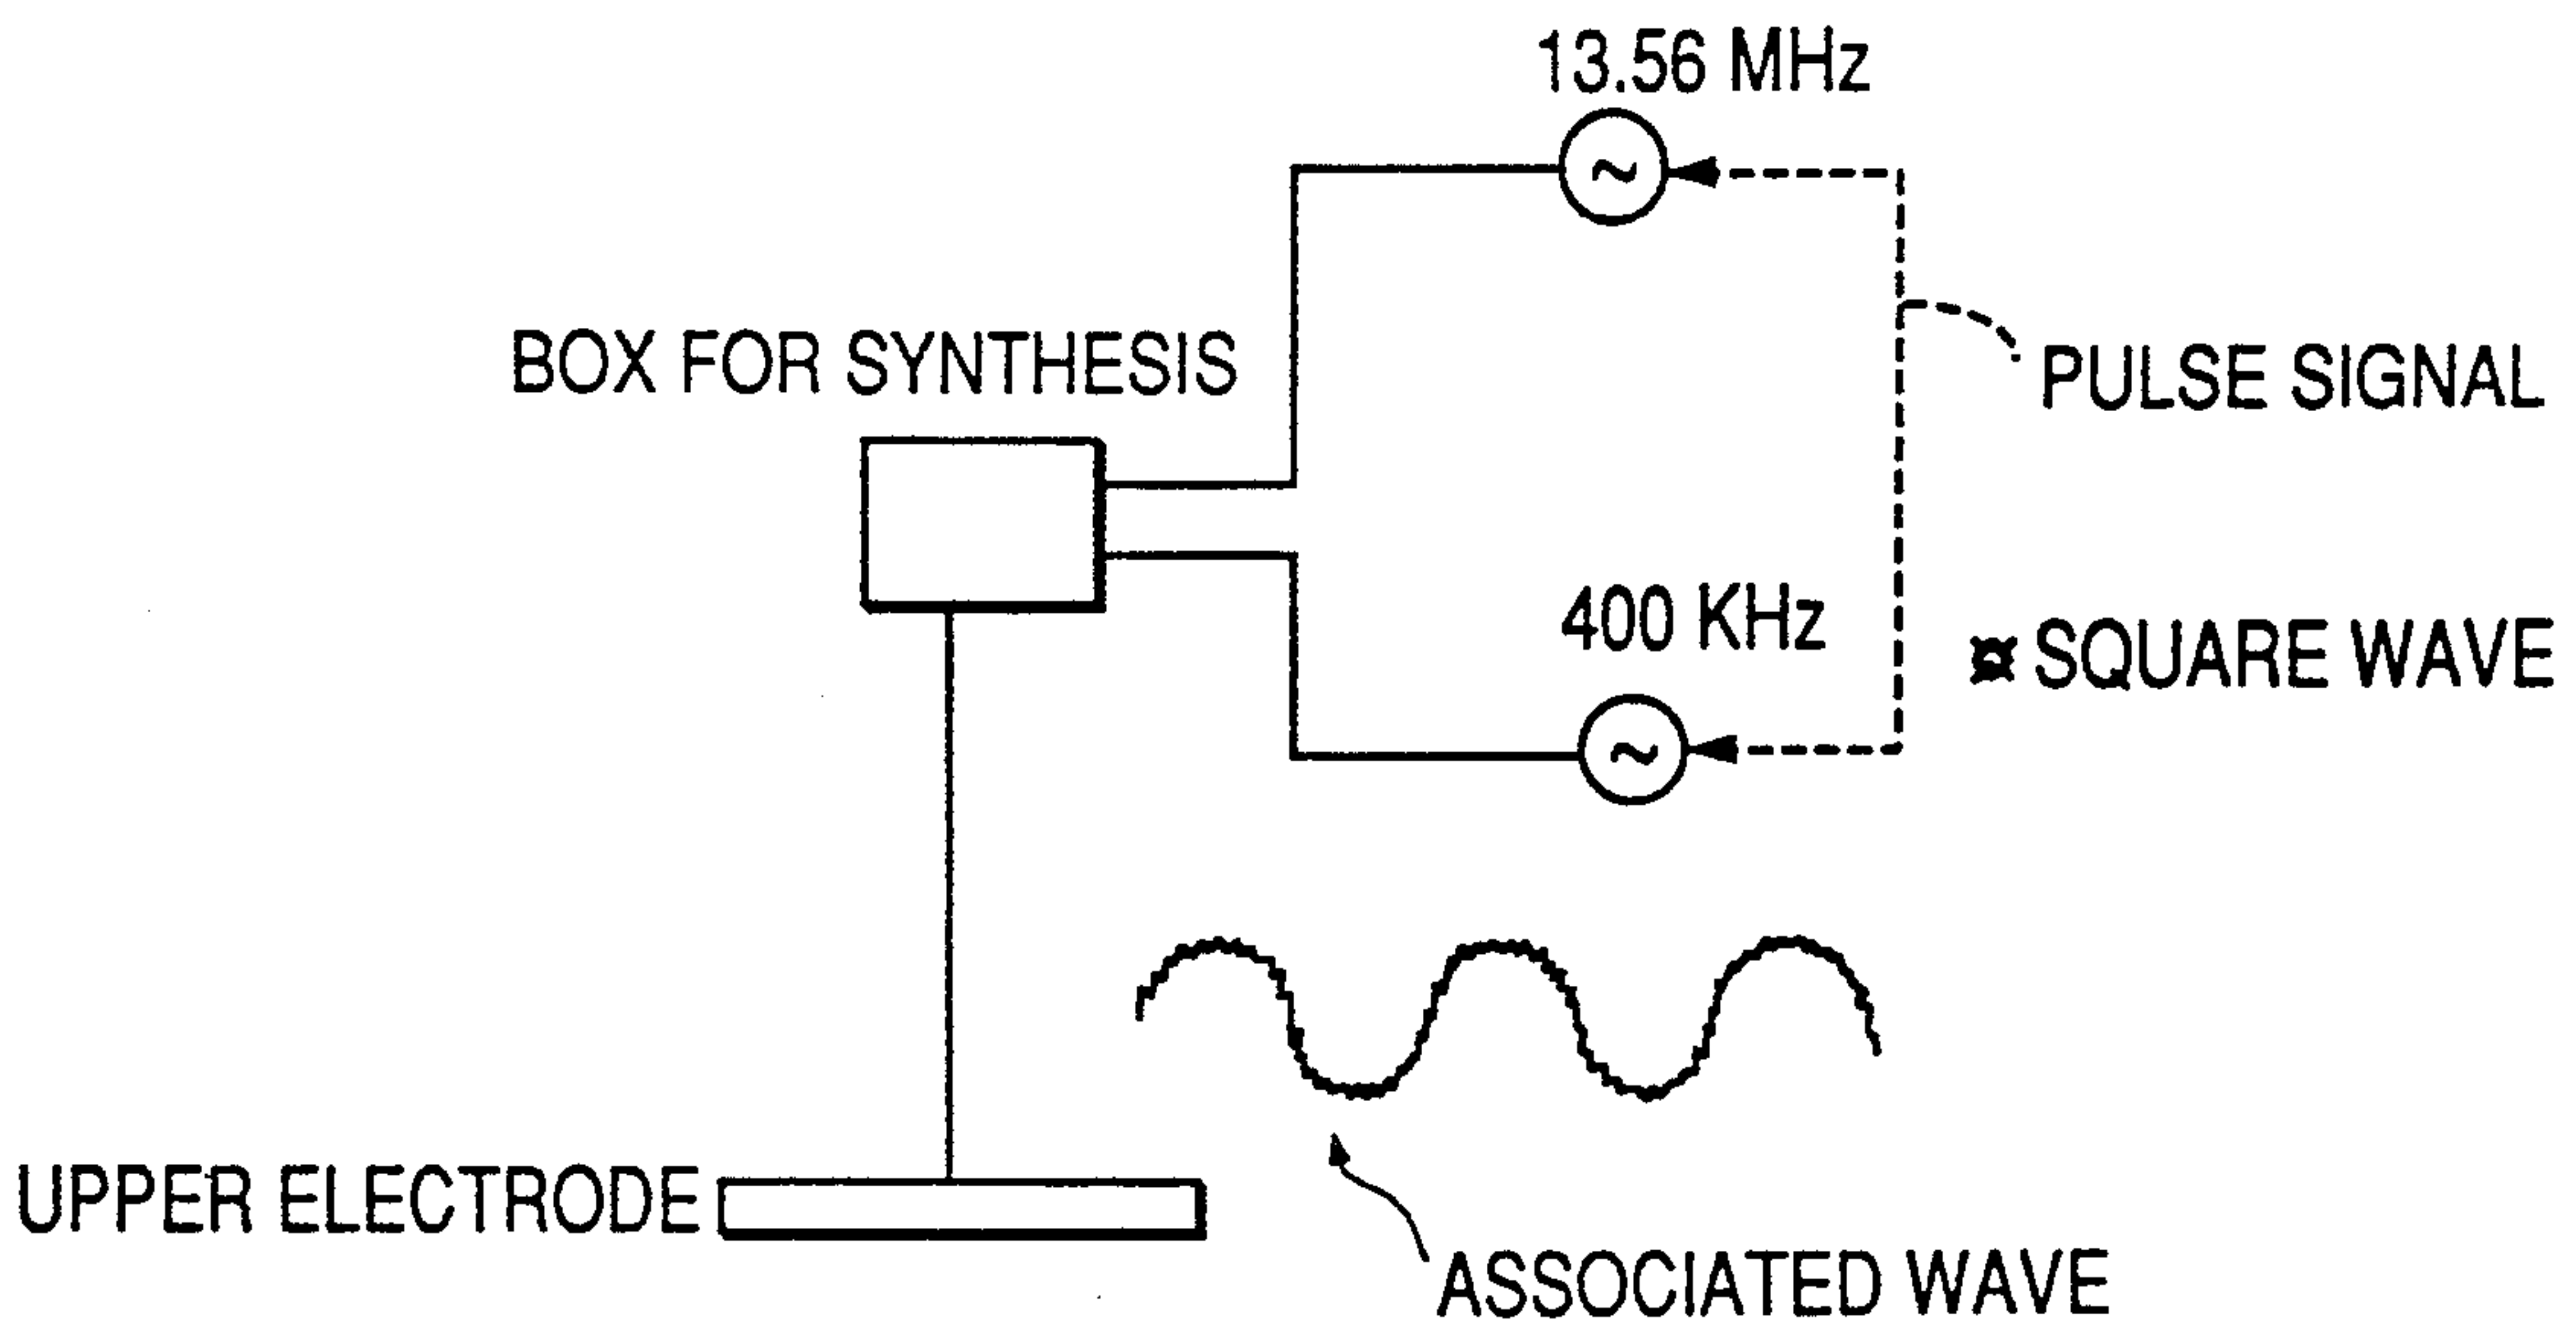 13.56 MHz
BOX FOR SYNTHESIS
PULSE SIGNAL
400 KHz
¤ SQUARE WAVE
UPPER ELECTRODE
ASSOCIATED WAVE